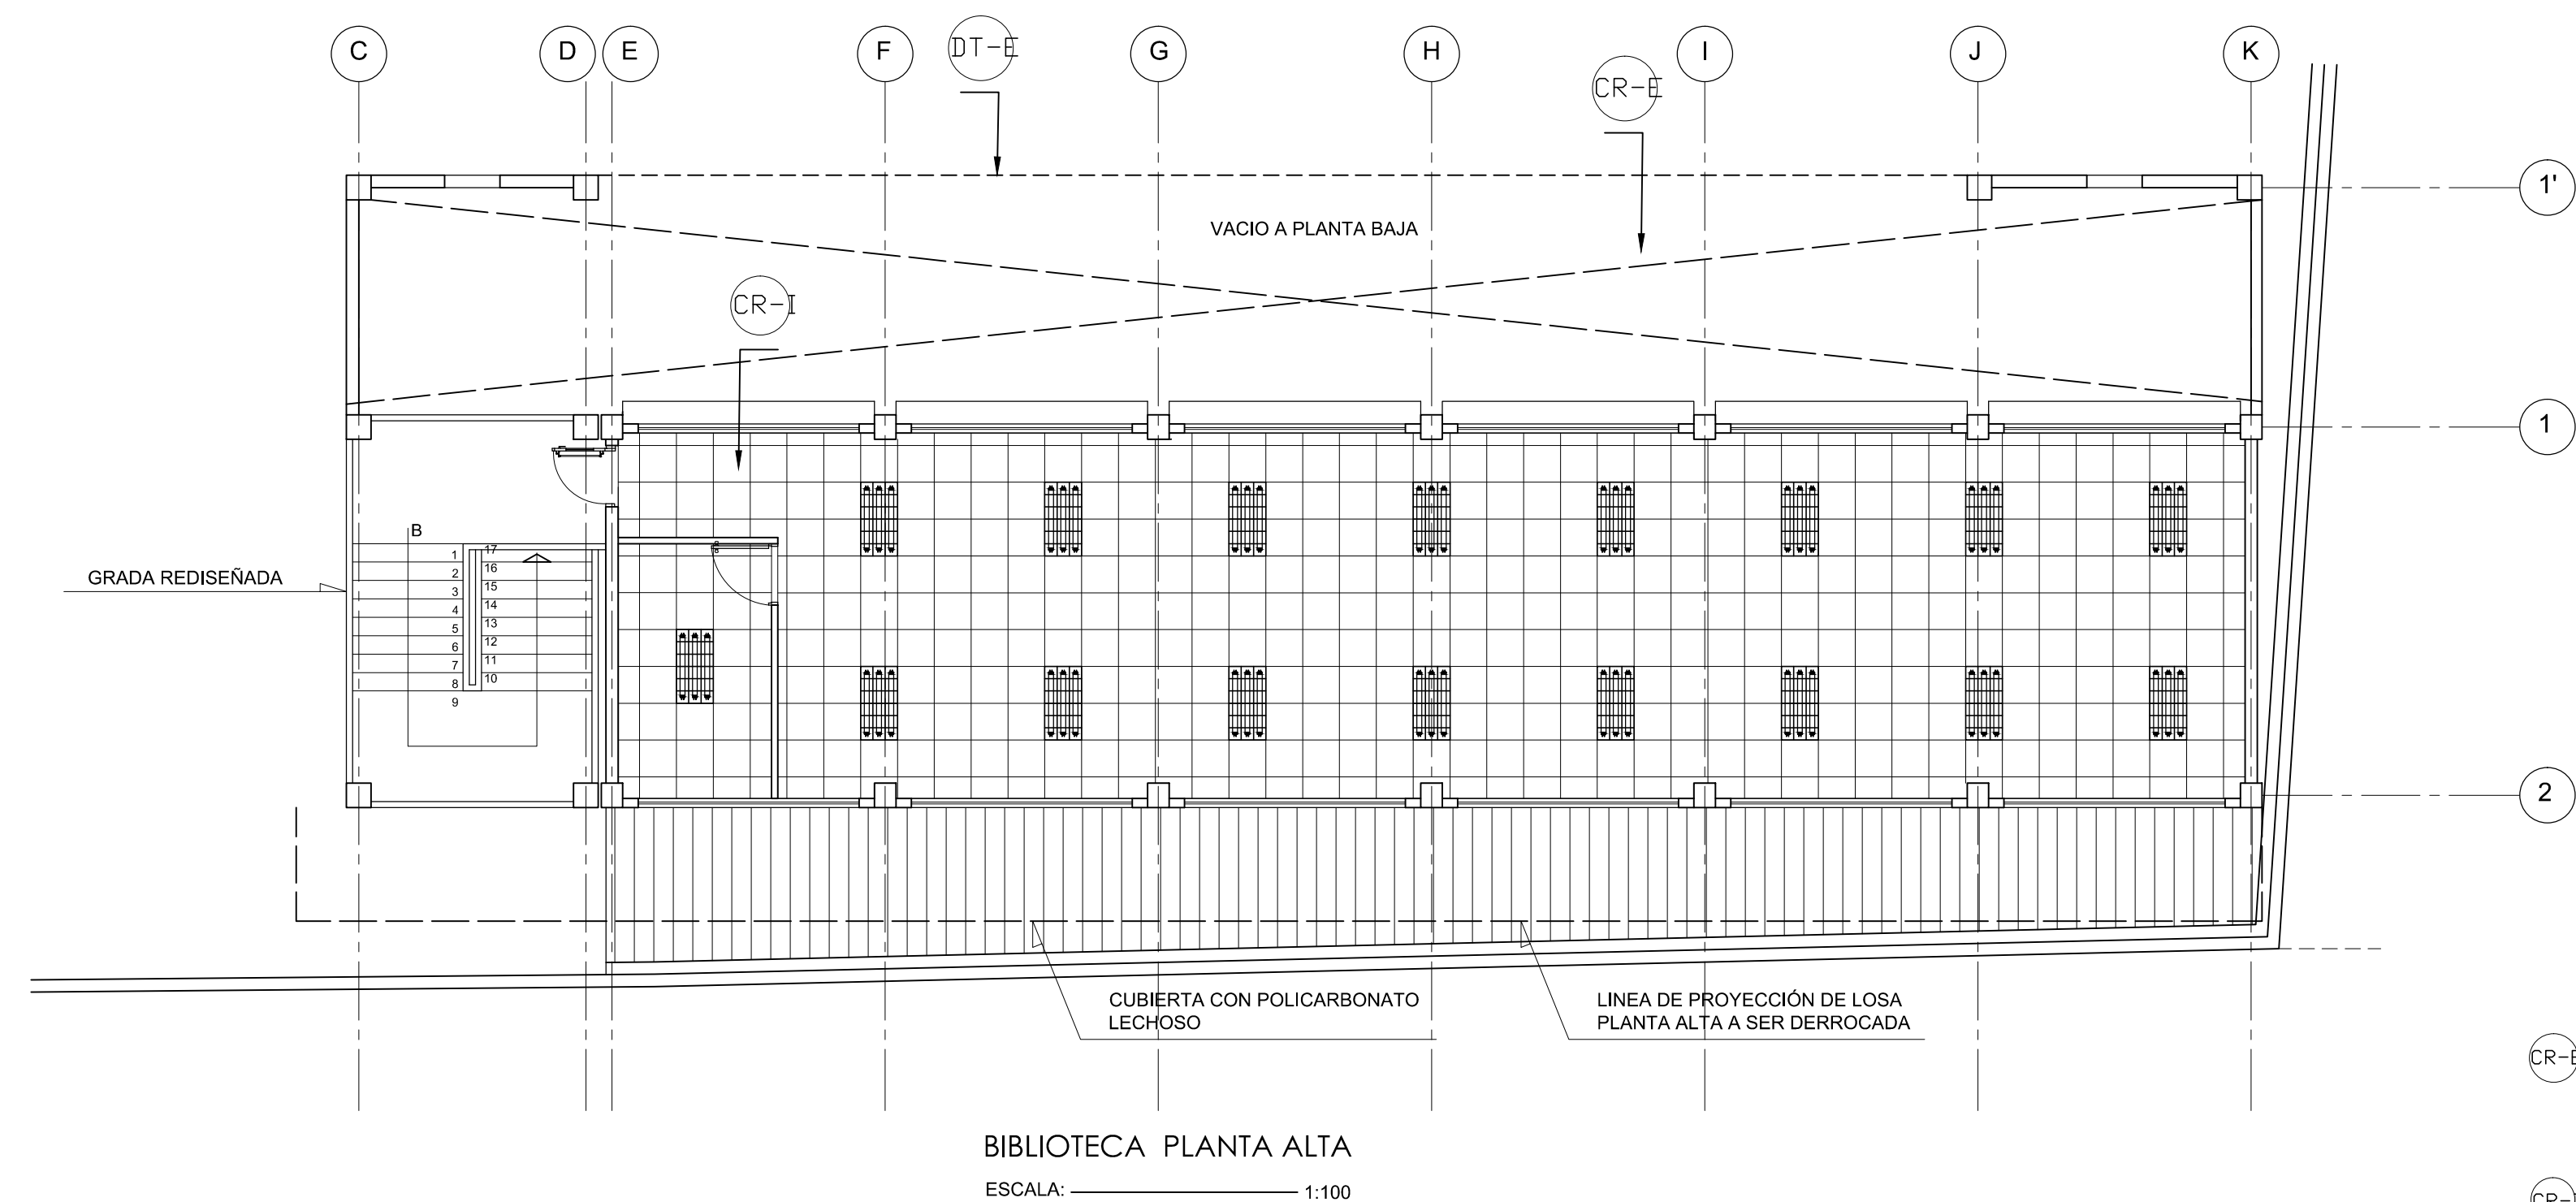 C D E F DT-E G H CR-E I J K
1'
VACIO A PLANTA BAJA
CR-I
1
B
1 17
2 16
3 15
4 14
5 13
6 12
7 11
8 10
9
GRADA REDISEÑADA
2
CUBIERTA CON POLICARBONATO
LECHOSO
LINEA DE PROYECCIÓN DE LOSA
PLANTA ALTA A SER DERROCADA
CR-E
BIBLIOTECA PLANTA ALTA
ESCALA: 1:100